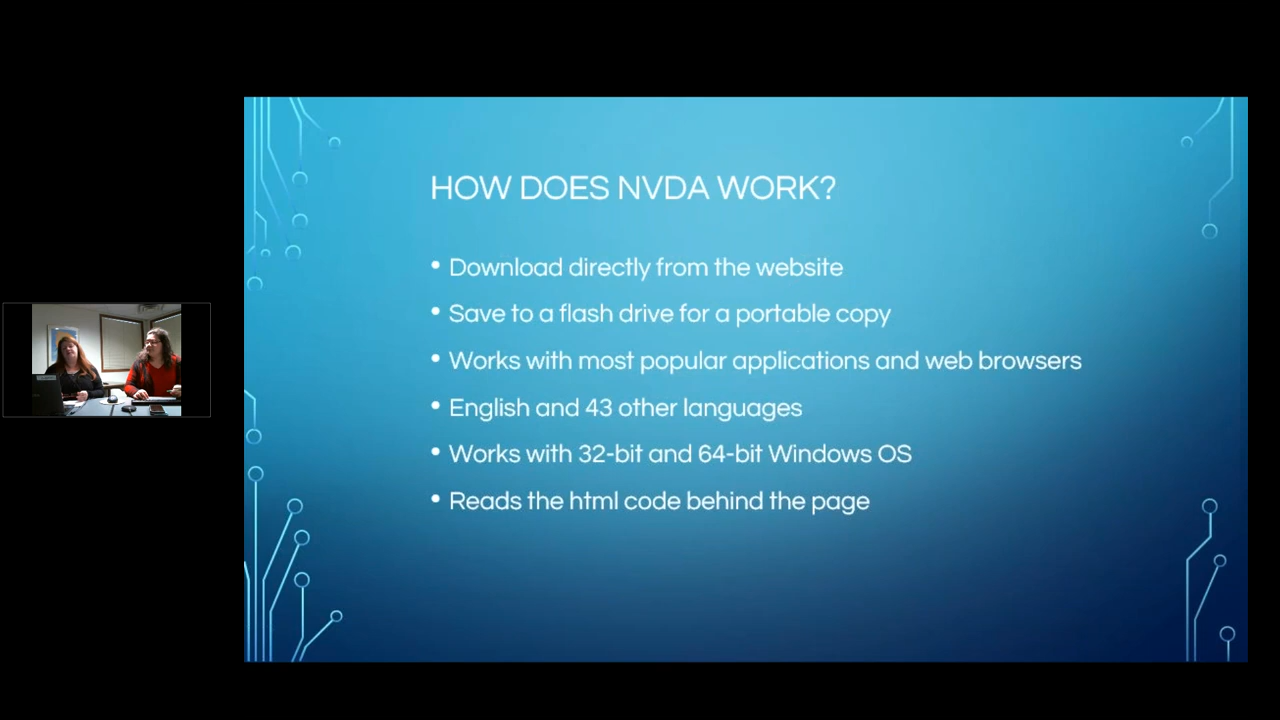 HOW DOES NVDA WORK?
• Download directly from the website
• Save to a flash drive for a portable copy
• Works with most popular applications and web browsers
• English and 43 other languages
• Works with 32-bit and 64-bit Windows OS
• Reads the html code behind the page